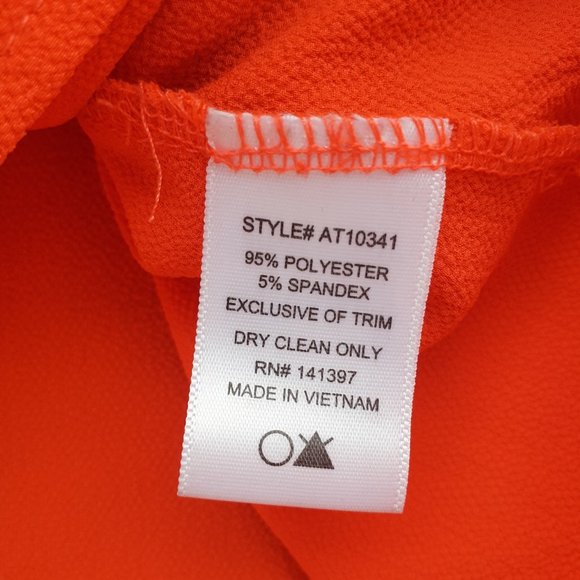 STYLE# AT10341
95% POLYESTER
5% SPANDEX
EXCLUSIVE OF TRIM
DRY CLEAN ONLY
RN# 141397
MADE IN VIETNAM